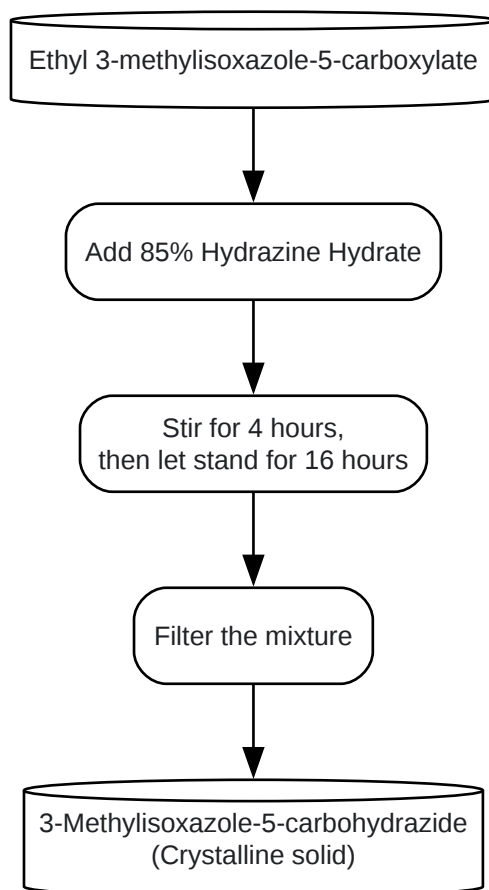 Ethyl 3-methylisoxazole-5-carboxylate
Add 85% Hydrazine Hydrate
Stir for 4 hours,
then let stand for 16 hours
Filter the mixture
3-Methylisoxazole-5-carbohydrazide
(Crystalline solid)